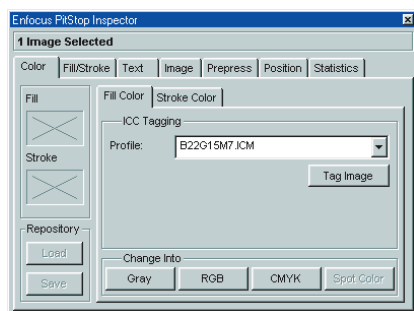 Enfocus PitStop Inspector
1 Image Selected
Color Fill/Stroke Text Image Prepress Position Statistics
Fill
Stroke
Repository
Load
Save
Fill Color Stroke Color
ICC Tagging
Profile: B22G15M7.ICM
Tag Image
Change Into
Gray RGB CMYK Spot Color